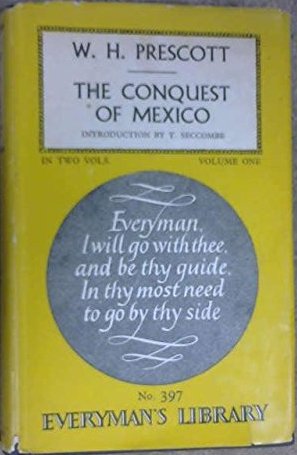 W. H. PRESCOTT
THE CONQUEST
OF MEXICO
INTRODUCTION BY T. SECCOMBE
IN TWO VOLS. VOLUME ONE
Everyman,
I will go with thee,
and be thy guide,
In thy most need
to go by thy side
No. 397
EVERYMAN'S LIBRARY